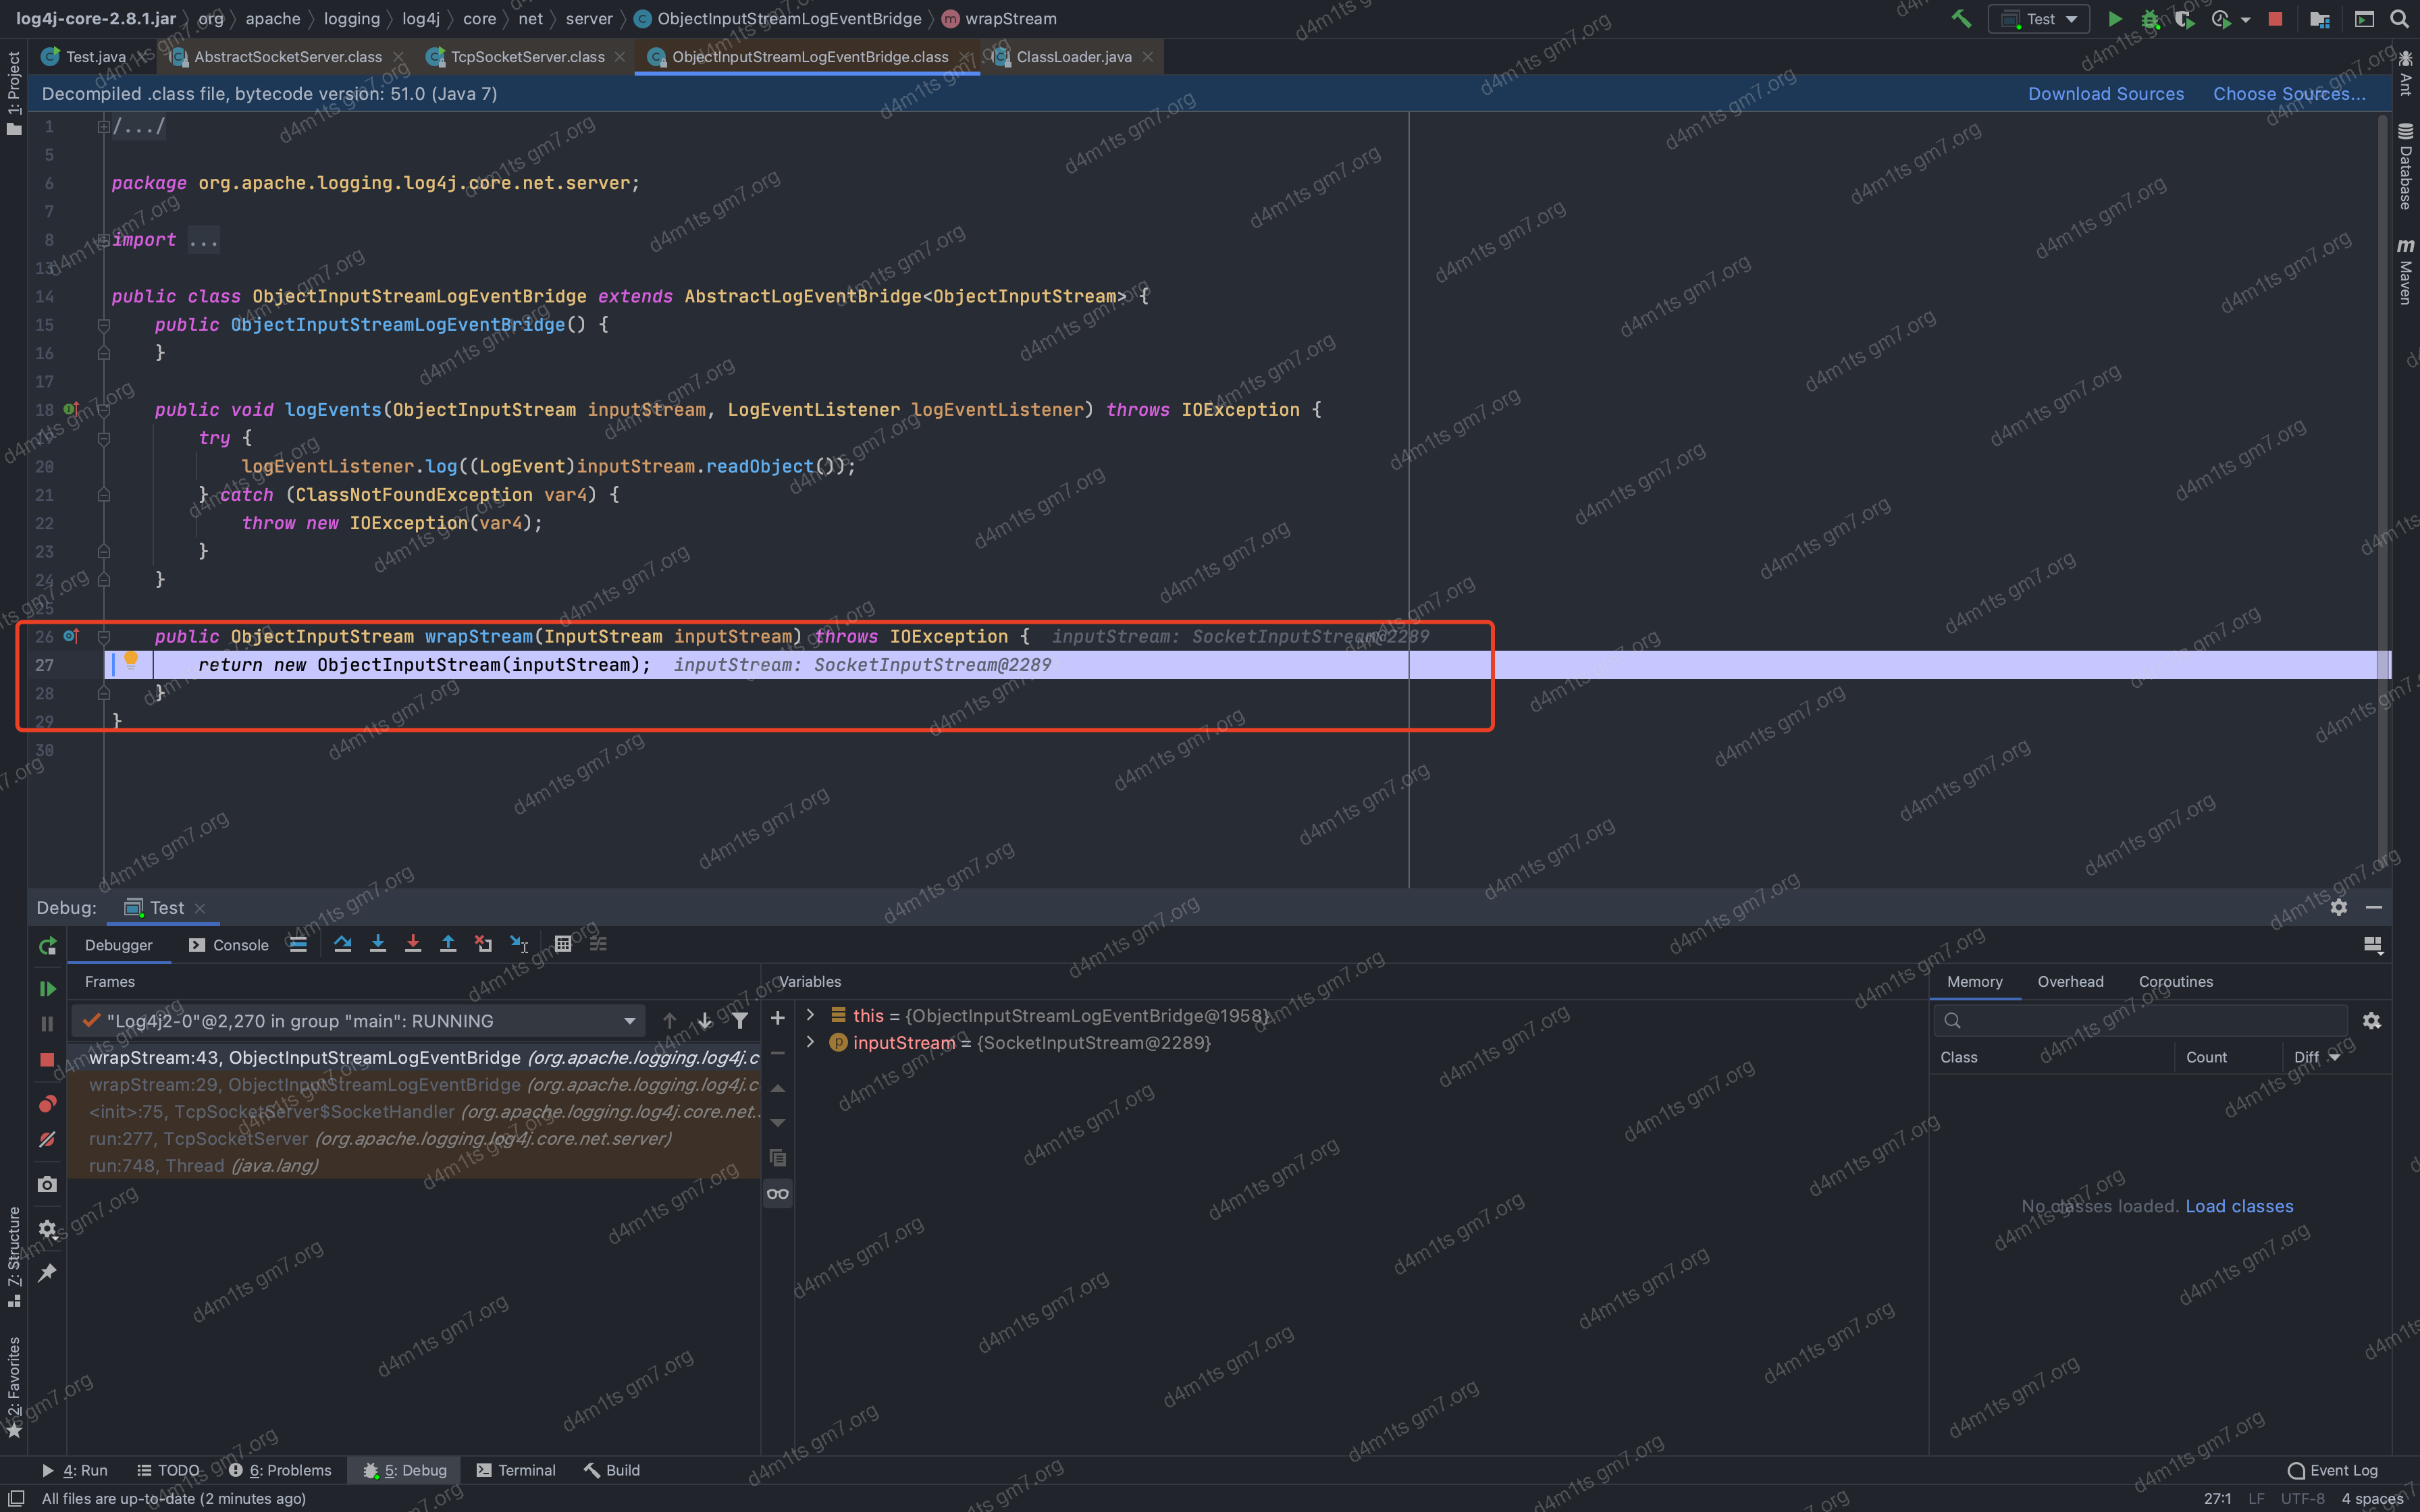 log4j-core-2.8.1.jar org apache logging log4j core net server ObjectInputStreamLogEventBridge wrapStream
Test
Test.java AbstractSocketServer.class TcpSocketServer.class ObjectInputStreamLogEventBridge.class ClassLoader.java
Decompiled .class file, bytecode version: 51.0 (Java 7) Download Sources Choose Sources...
1 /.../
5
6 package org.apache.logging.log4j.core.net.server;
7
8 import ...
13
14 public class ObjectInputStreamLogEventBridge extends AbstractLogEventBridge<ObjectInputStream> {
15 public ObjectInputStreamLogEventBridge() {
16 }
17
18 public void logEvents(ObjectInputStream inputStream, LogEventListener logEventListener) throws IOException {
try {
20 logEventListener.log((LogEvent)inputStream.readObject());
21 } catch (ClassNotFoundException var4) {
22 throw new IOException(var4);
23 }
24 }
25
26 public ObjectInputStream wrapStream(InputStream inputStream) throws IOException { inputStream: SocketInputStream@2289
27 return new ObjectInputStream(inputStream); inputStream: SocketInputStream@2289
28 }
29 }
30
1: Project
7: Structure
2: Favorites
Ant
Database
Maven
Debug: Test
Debugger Console
Frames
"Log4j2-0"@2,270 in group "main": RUNNING
wrapStream:43, ObjectInputStreamLogEventBridge (org.apache.logging.log4j.c
wrapStream:29, ObjectInputStreamLogEventBridge (org.apache.logging.log4j.c
<init>:75, TcpSocketServer$SocketHandler (org.apache.logging.log4j.core.net..
run:277, TcpSocketServer (org.apache.logging.log4j.core.net.server)
run:748, Thread (java.lang)
Variables
this = {ObjectInputStreamLogEventBridge@1958}
inputStream = {SocketInputStream@2289}
Memory Overhead Coroutines
Class Count Diff
No classes loaded. Load classes
4: Run TODO 6: Problems 5: Debug Terminal Build Event Log
All files are up-to-date (2 minutes ago) 27:1 LF UTF-8 4 spaces
d4m1ts gm7.org